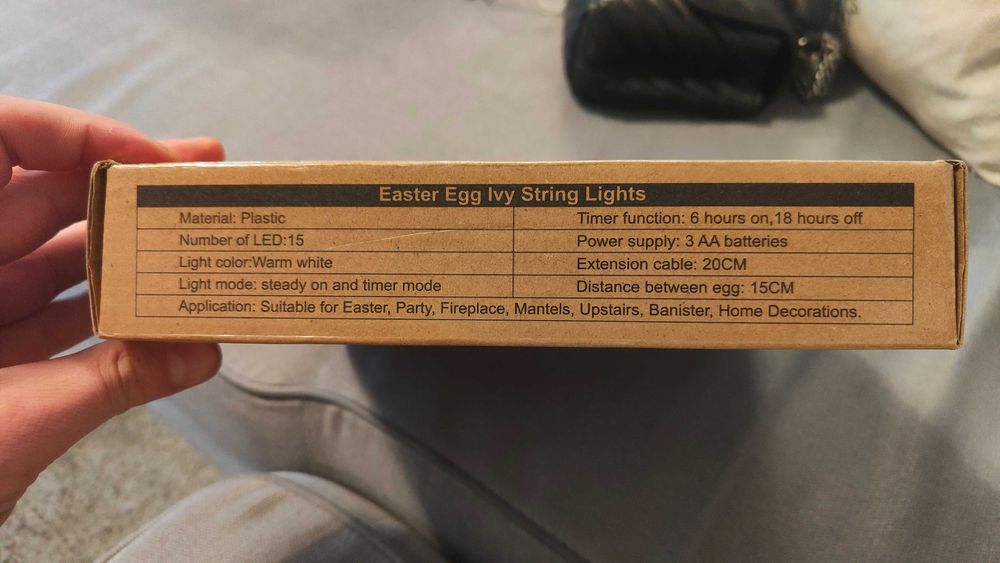 Easter Egg Ivy String Lights
Material: Plastic
Timer function: 6 hours on,18 hours off
Number of LED:15
Power supply: 3 AA batteries
Light color:Warm white
Extension cable: 20CM
Light mode: steady on and timer mode
Distance between egg: 15CM
Application: Suitable for Easter, Party, Fireplace, Mantels, Upstairs, Banister, Home Decorations.